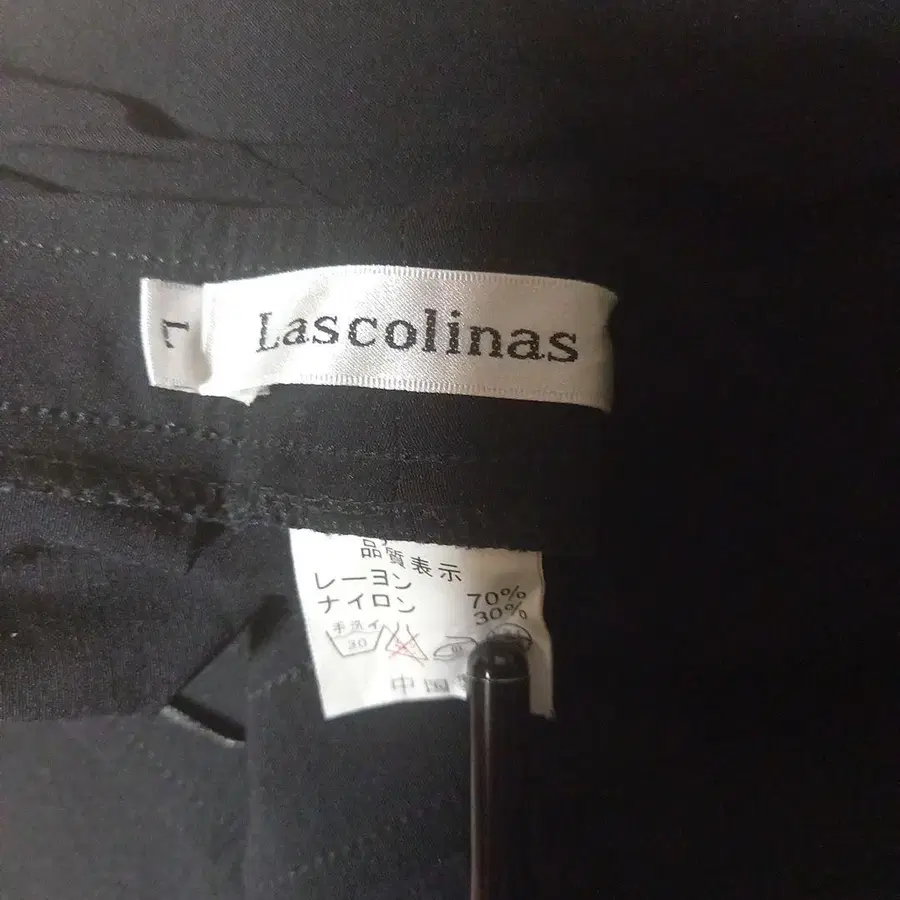 L
Lascolinas
品質表示
レーヨン 70%
ナイロン 30%
手洗イ
30
中国